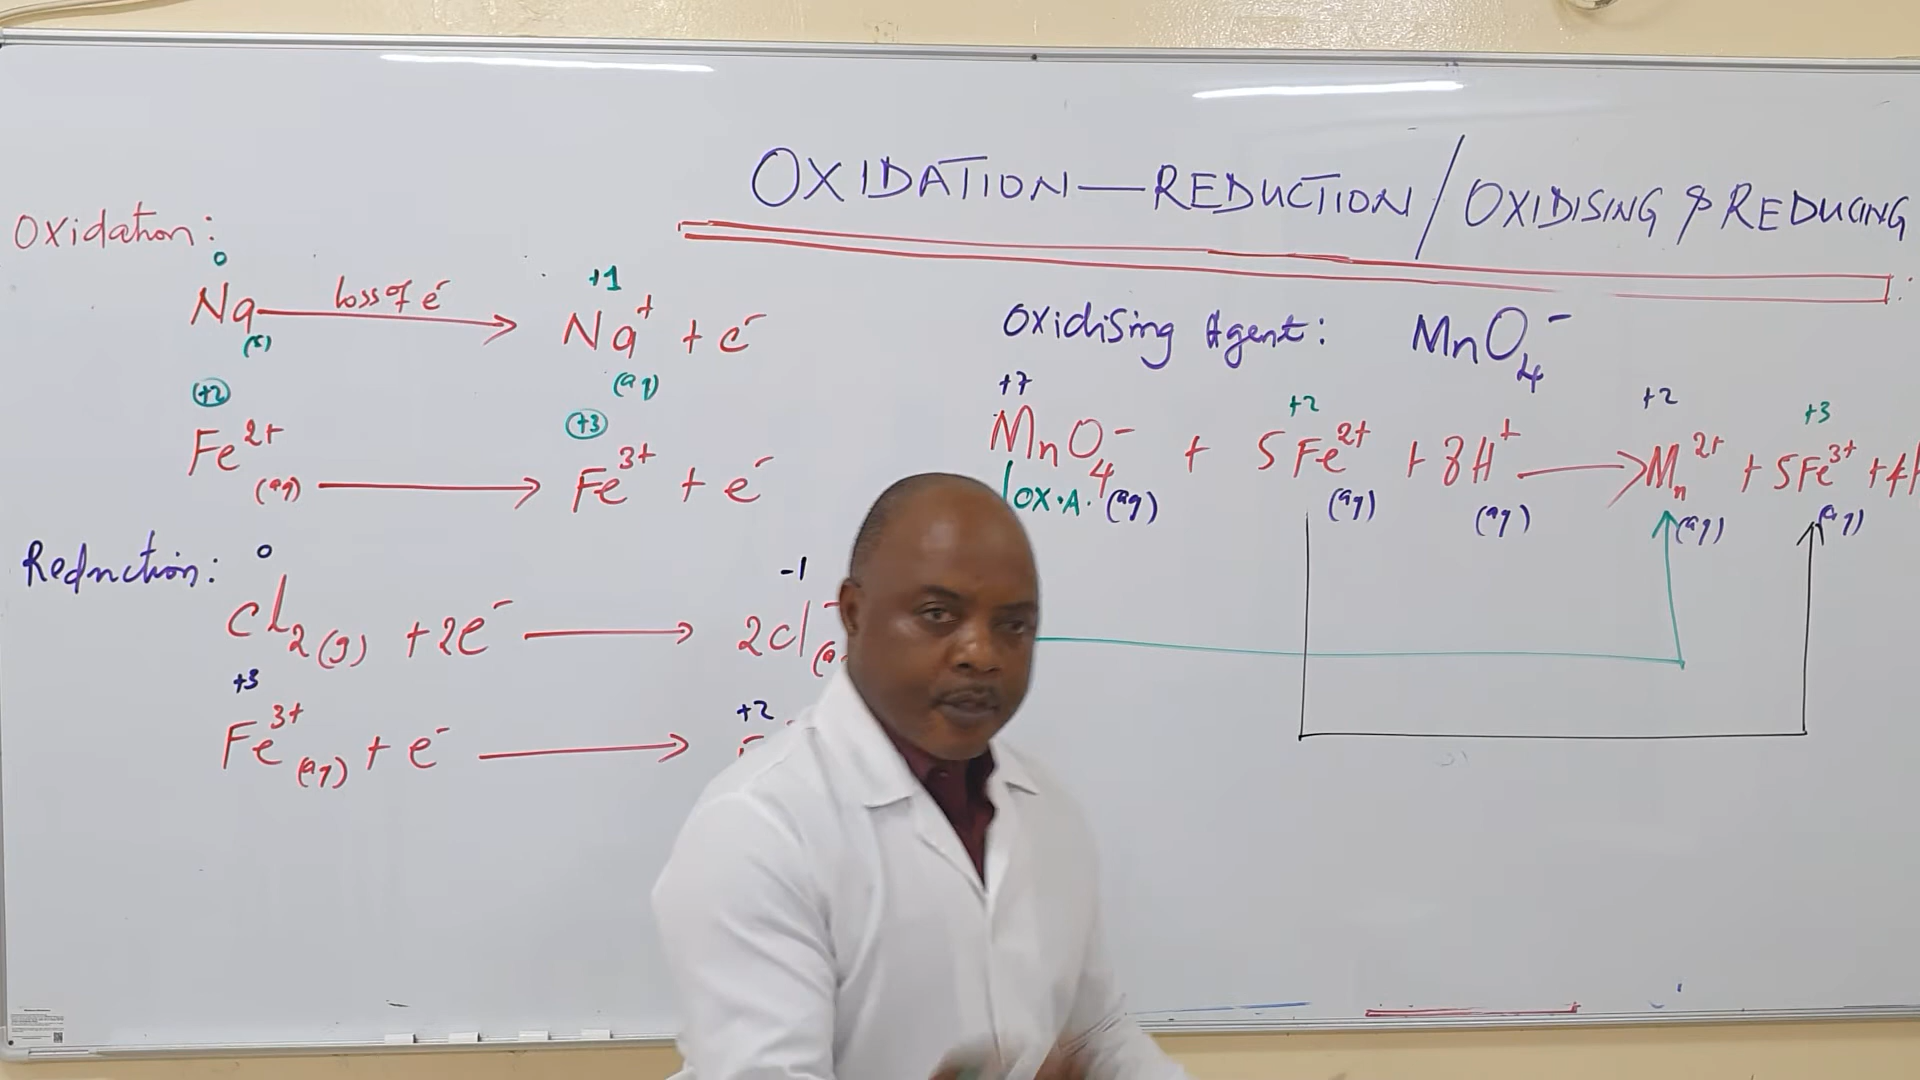 OXIDATION—REDUCTION/OXIDISING & REDUCING
Oxidation:
0 +1
Na(s) loss of e⁻ → Na⁺(aq) + e⁻
+2 +3
Fe²⁺(aq) → Fe³⁺ + e⁻
Reduction:
0 -1
Cl₂(g) + 2e⁻ → 2Cl⁻
+3 +2
Fe³⁺(aq) + e⁻ →
Oxidising Agent: MnO₄⁻
+7 +2 +2 +3
MnO₄⁻(aq) + 5Fe²⁺(aq) + 8H⁺(aq) → Mn²⁺(aq) + 5Fe³⁺(aq) + 4
OX.A.